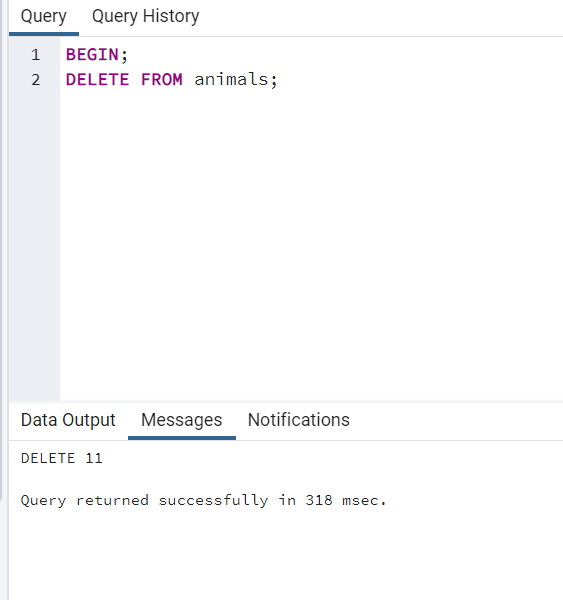 Query Query History
1 BEGIN;
2 DELETE FROM animals;
Data Output Messages Notifications
DELETE 11
Query returned successfully in 318 msec.